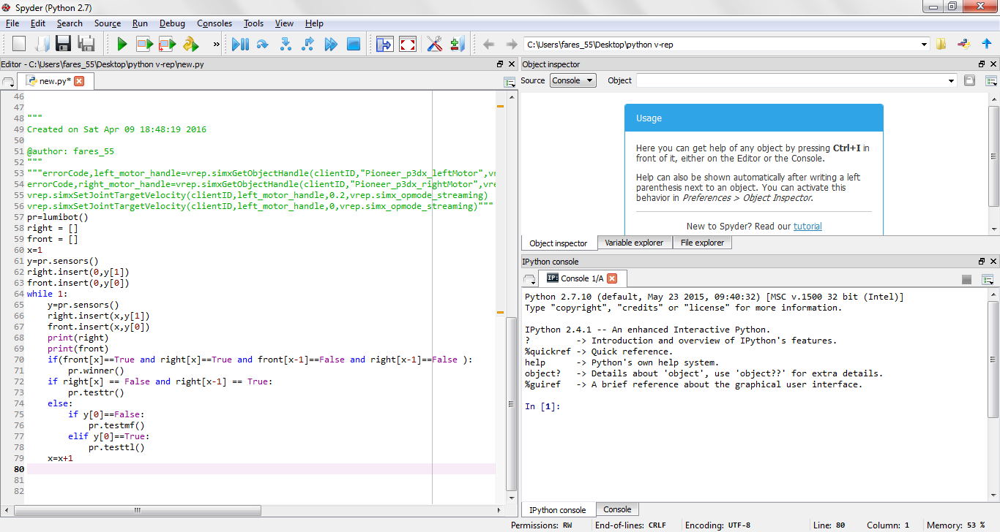 Spyder (Python 2.7)
File Edit Search Source Run Debug Consoles Tools View Help
C:\Users\fares_55\Desktop\python v-rep
Editor - C:\Users\fares_55\Desktop\python v-rep\new.py
new.py*
46
47
48 """
49 Created on Sat Apr 09 18:48:19 2016
50
51 @author: fares_55
52 """
53 """errorCode,left_motor_handle=vrep.simxGetObjectHandle(clientID,"Pioneer_p3dx_leftMotor",vr
54 errorCode,right_motor_handle=vrep.simxGetObjectHandle(clientID,"Pioneer_p3dx_rightMotor",vre
55 vrep.simxSetJointTargetVelocity(clientID,left_motor_handle,0.2,vrep.simx_opmode_streaming)
56 vrep.simxSetJointTargetVelocity(clientID,left_motor_handle,0,vrep.simx_opmode_streaming)"""
57 pr=lumibot()
58 right = []
59 front = []
60 x=1
61 y=pr.sensors()
62 right.insert(0,y[1])
63 front.insert(0,y[0])
64 while 1:
65     y=pr.sensors()
66     right.insert(x,y[1])
67     front.insert(x,y[0])
68     print(right)
69     print(front)
70     if(front[x]==True and right[x]==True and front[x-1]==False and right[x-1]==False ):
71         pr.winner()
72     if right[x] == False and right[x-1] == True:
73         pr.testtr()
74     else:
75         if y[0]==False:
76             pr.testmf()
77         elif y[0]==True:
78             pr.testtl()
79     x=x+1
80
81
82
Object inspector
Source Console Object
Usage
Here you can get help of any object by pressing Ctrl+I in
front of it, either on the Editor or the Console.
Help can also be shown automatically after writing a left
parenthesis next to an object. You can activate this
behavior in Preferences > Object Inspector.
New to Spyder? Read our tutorial
Object inspector Variable explorer File explorer
IPython console
IP: Console 1/A
Python 2.7.10 (default, May 23 2015, 09:40:32) [MSC v.1500 32 bit (Intel)]
Type "copyright", "credits" or "license" for more information.
IPython 2.4.1 -- An enhanced Interactive Python.
?         -> Introduction and overview of IPython's features.
%quickref -> Quick reference.
help      -> Python's own help system.
object?   -> Details about 'object', use 'object??' for extra details.
%guiref   -> A brief reference about the graphical user interface.
In [1]:
IPython console Console
Permissions: RW End-of-lines: CRLF Encoding: UTF-8 Line: 80 Column: 1 Memory: 53 %